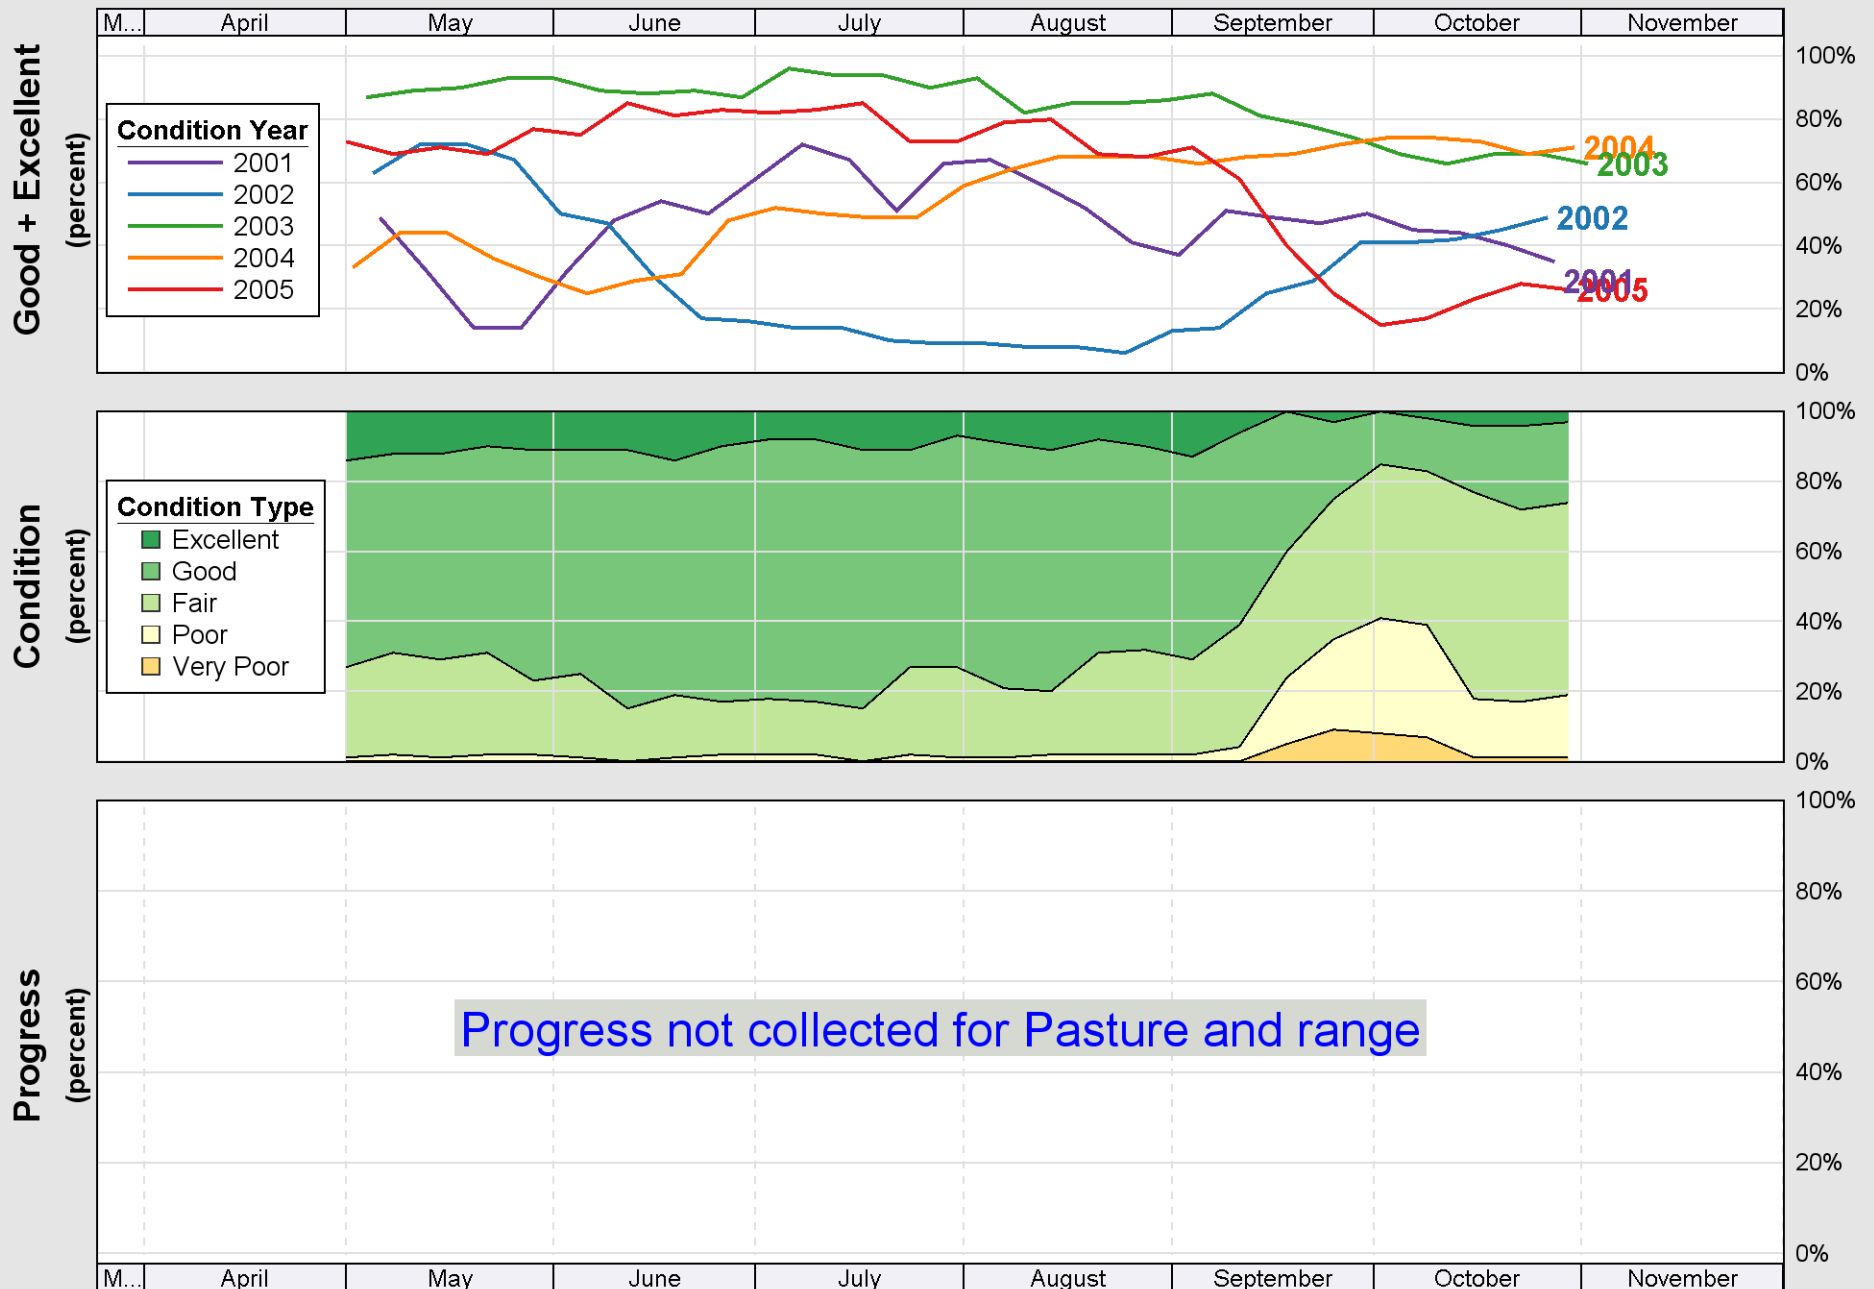 M... April May June July August September October November
Good + Excellent
(percent)
100%
80%
60%
40%
20%
0%
Condition Year
2001
2002
2003
2004
2005
2004
2003
2002
2001
2005
Condition
(percent)
100%
80%
60%
40%
20%
0%
Condition Type
Excellent
Good
Fair
Poor
Very Poor
Progress
(percent)
100%
80%
60%
40%
20%
0%
Progress not collected for Pasture and range
M... April May June July August September October November